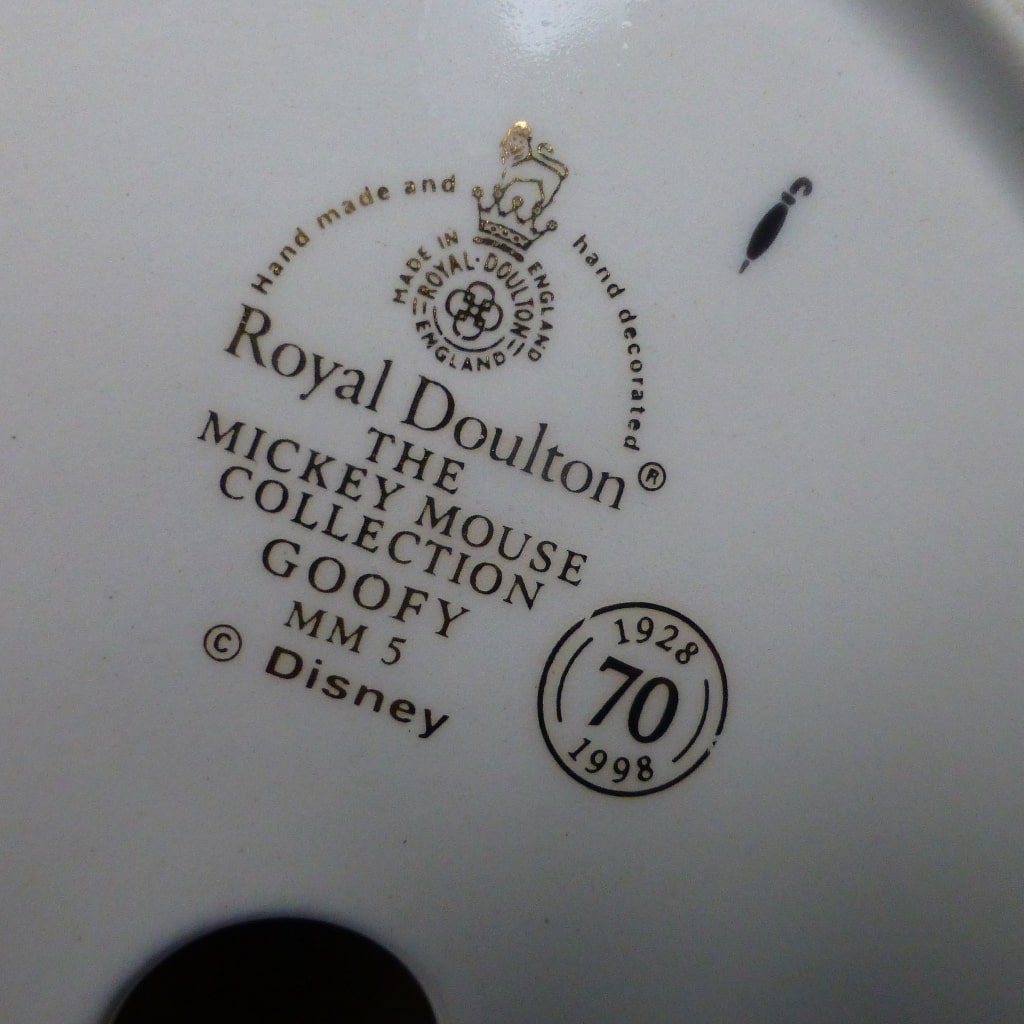 Hand made and hand decorated
MADE IN ENGLAND
ROYAL·DOULTON
ENGLAND
Royal Doulton®
THE
MICKEY MOUSE
COLLECTION
GOOFY
MM 5
© Disney
1928
70
1998